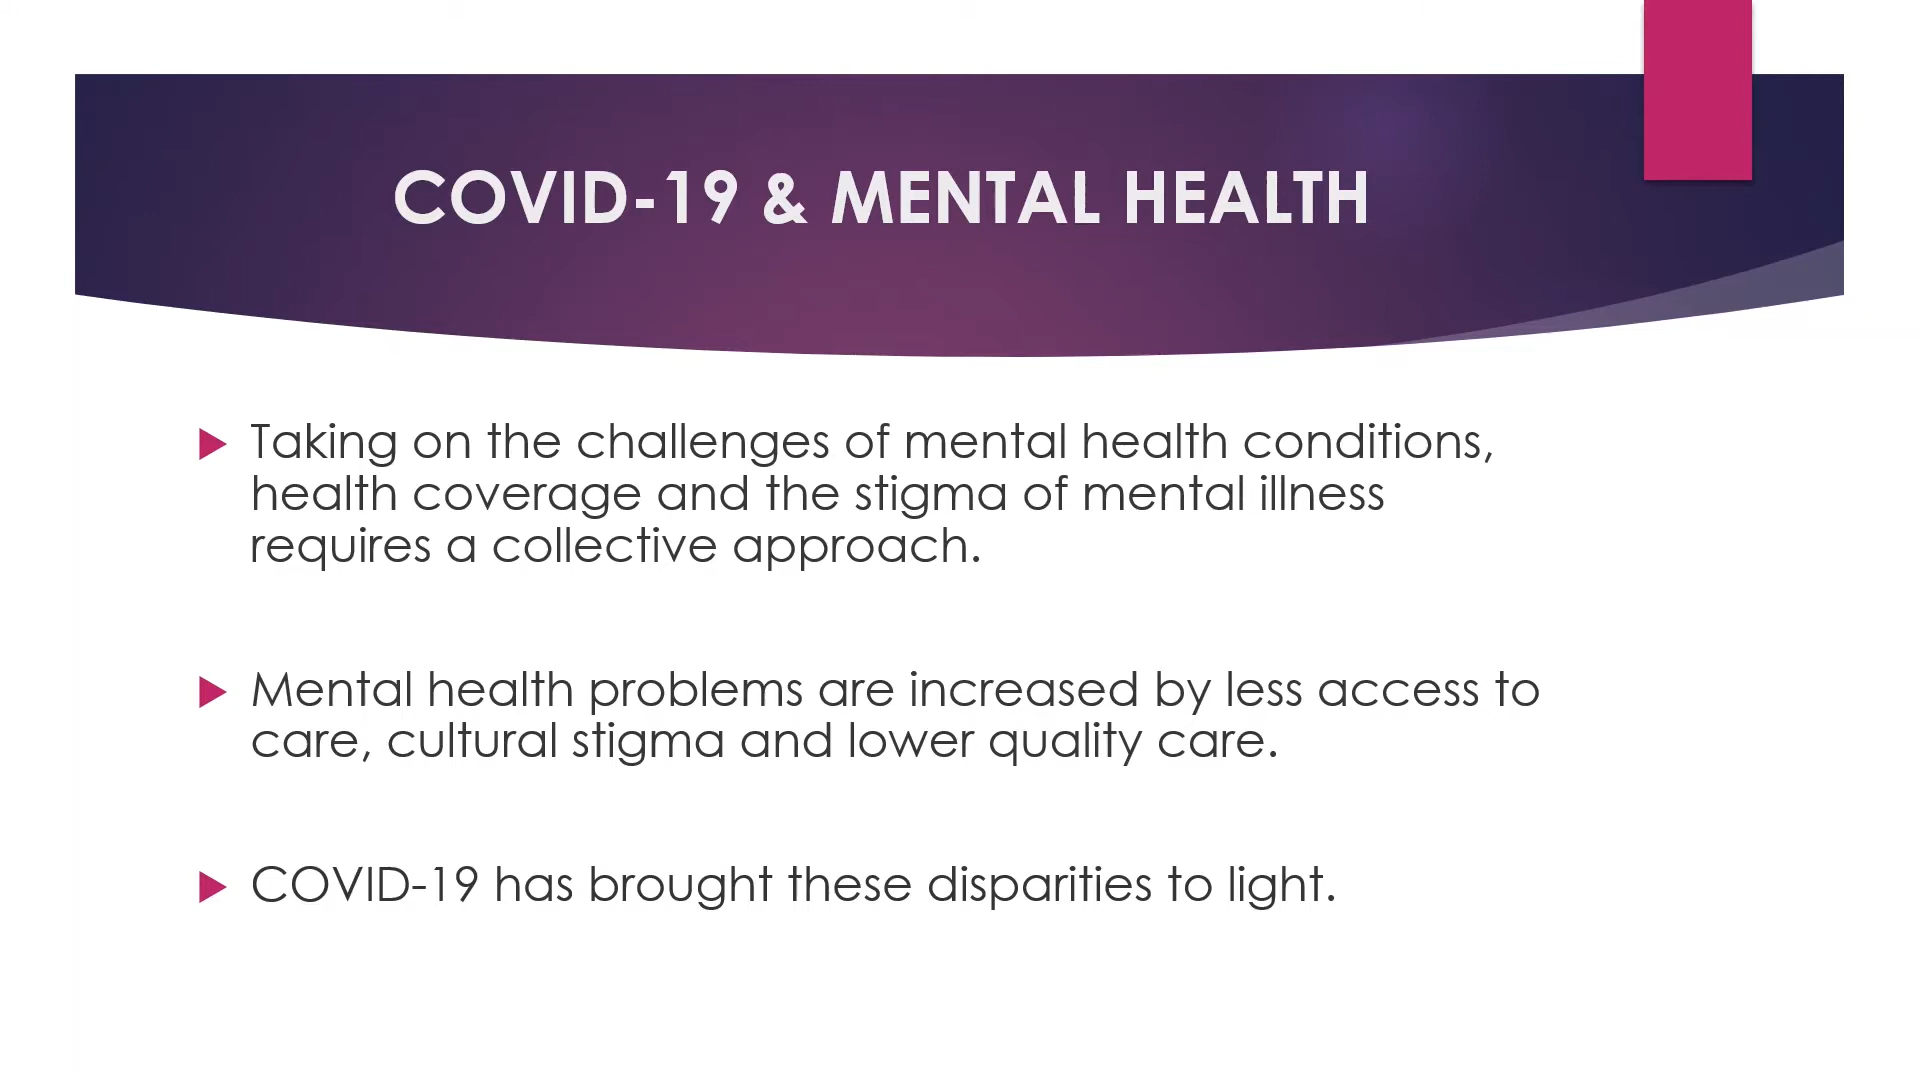 COVID-19 & MENTAL HEALTH
Taking on the challenges of mental health conditions,
health coverage and the stigma of mental illness
requires a collective approach.
Mental health problems are increased by less access to
care, cultural stigma and lower quality care.
COVID-19 has brought these disparities to light.